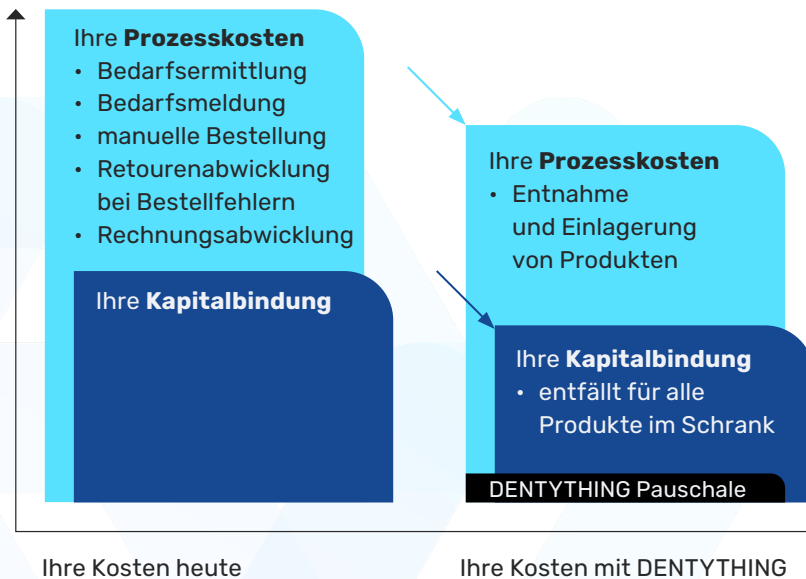 Ihre Prozesskosten
• Bedarfsermittlung
• Bedarfsmeldung
• manuelle Bestellung
• Retourenabwicklung
bei Bestellfehlern
• Rechnungsabwicklung
Ihre Kapitalbindung
Ihre Prozesskosten
• Entnahme
und Einlagerung
von Produkten
Ihre Kapitalbindung
• entfällt für alle
Produkte im Schrank
DENTYTHING Pauschale
Ihre Kosten heute
Ihre Kosten mit DENTYTHING